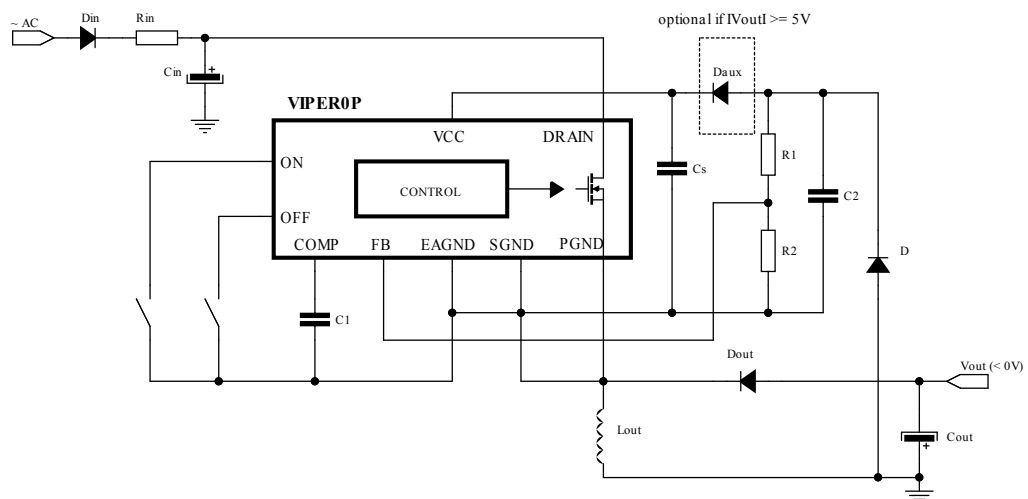 ~ AC
Din
Rin
optional if IVoutI >= 5V
Cin
+
Daux
VIPER0P
VCC
DRAIN
ON
R1
Cs
CONTROL
C2
OFF
COMP
FB
EAGND
SGND
PGND
R2
D
C1
Dout
Vout (< 0V)
Lout
Cout
+